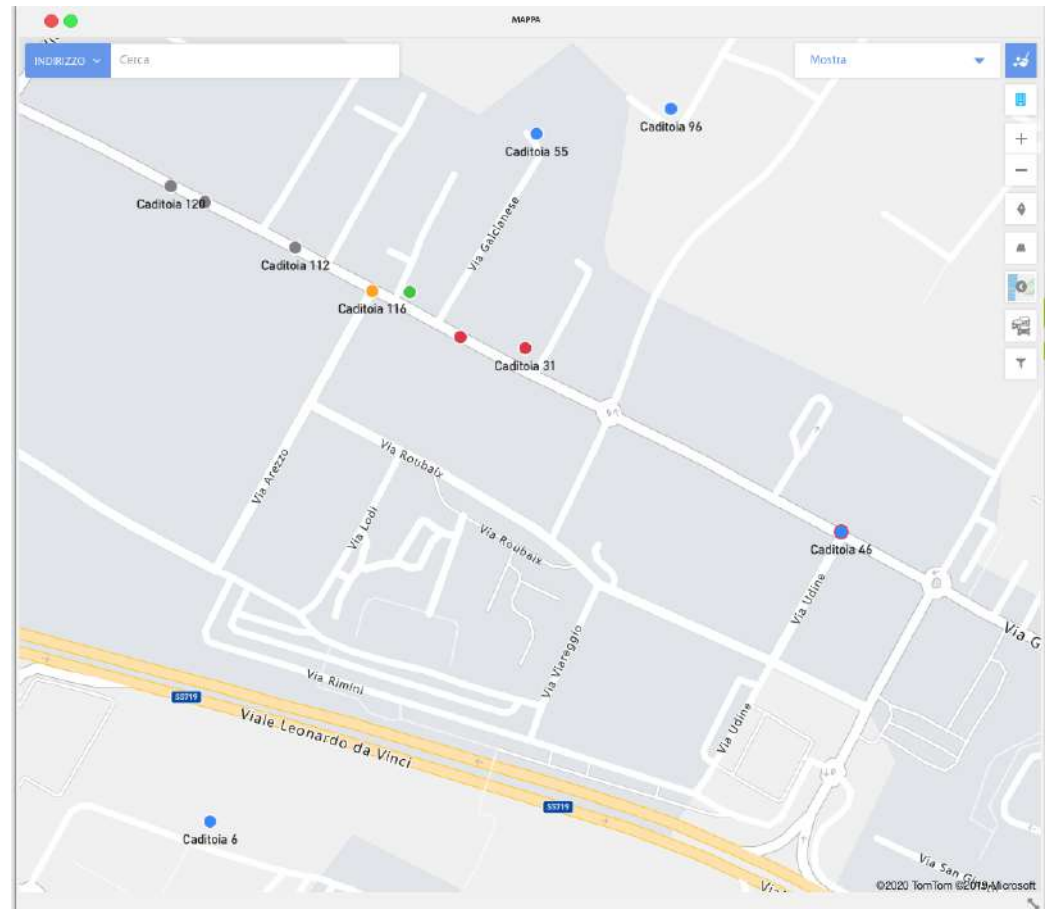 MAPPA
INDIRIZZO
Cerca
Mostra
Caditoia 96
Caditoia 55
Caditoia 120
Via Galcianese
Caditoia 112
Caditoia 116
Caditoia 31
Via Roubaix
Via Arezzo
Via Lodi
Via Roubaix
Caditoia 46
Via Udine
Via G
Via Viareggio
Via Rimini
SS719
Viale Leonardo da Vinci
Via Udine
SS719
Caditoia 6
Via San
©2020 TomTom ©2019 Microsoft